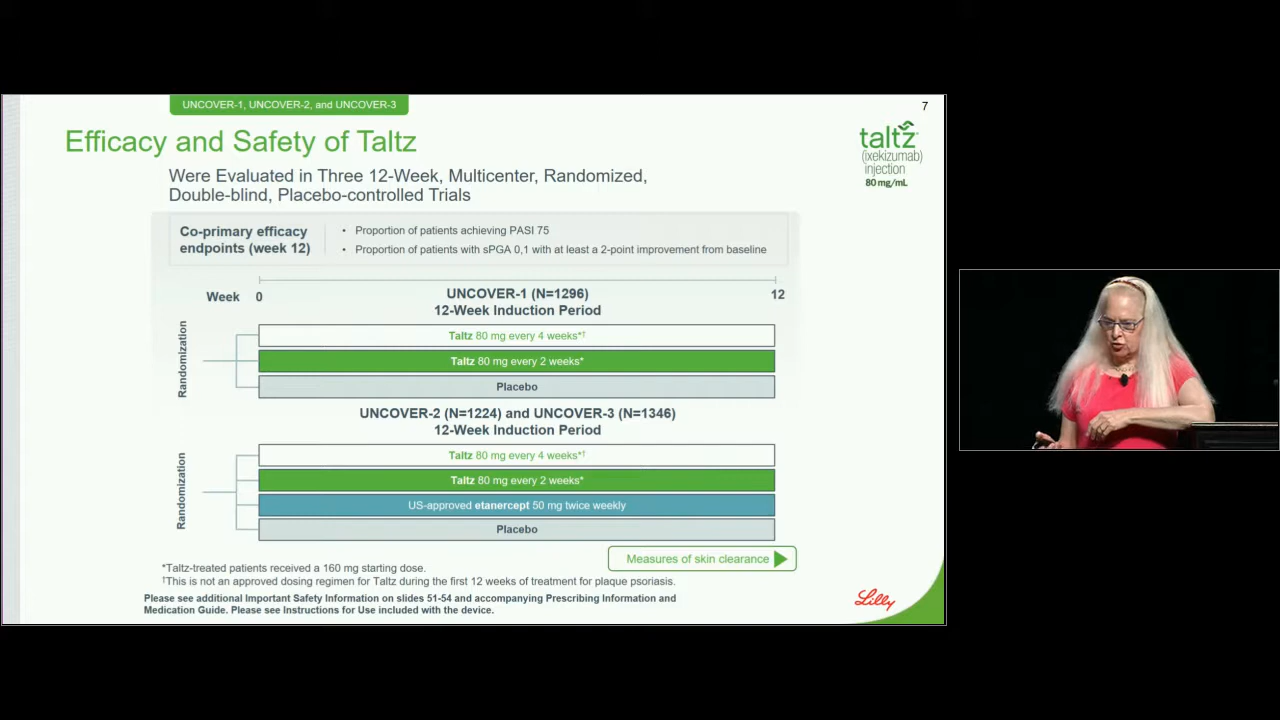 UNCOVER-1, UNCOVER-2, and UNCOVER-3
7
Efficacy and Safety of Taltz
taltz
(ixekizumab)
injection
80 mg/mL
Were Evaluated in Three 12-Week, Multicenter, Randomized,
Double-blind, Placebo-controlled Trials
Co-primary efficacy
endpoints (week 12)
• Proportion of patients achieving PASI 75
• Proportion of patients with sPGA 0,1 with at least a 2-point improvement from baseline
Week 0 12
UNCOVER-1 (N=1296)
12-Week Induction Period
Randomization
Taltz 80 mg every 4 weeks*†
Taltz 80 mg every 2 weeks*
Placebo
UNCOVER-2 (N=1224) and UNCOVER-3 (N=1346)
12-Week Induction Period
Randomization
Taltz 80 mg every 4 weeks*†
Taltz 80 mg every 2 weeks*
US-approved etanercept 50 mg twice weekly
Placebo
Measures of skin clearance
*Taltz-treated patients received a 160 mg starting dose.
†This is not an approved dosing regimen for Taltz during the first 12 weeks of treatment for plaque psoriasis.
Please see additional Important Safety Information on slides 51-54 and accompanying Prescribing Information and
Medication Guide. Please see Instructions for Use included with the device.
Lilly